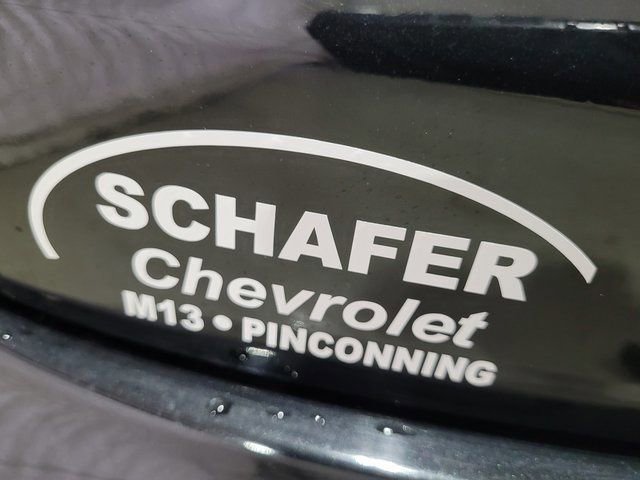 SCHAFER
Chevrolet
M13 • PINCONNING